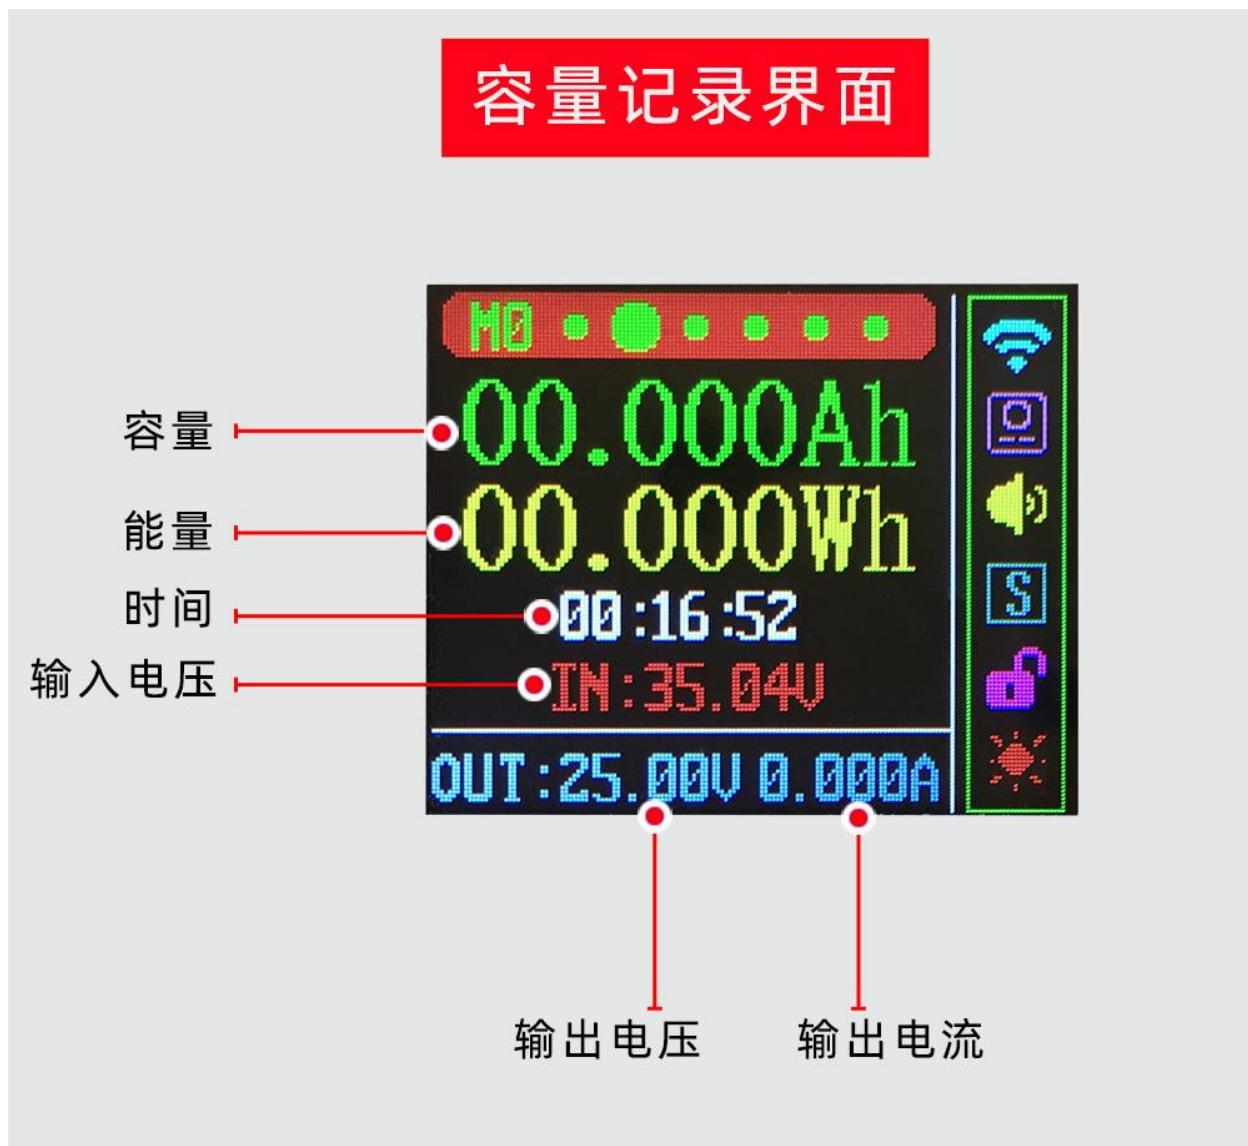 容量记录界面
M0
容量 00.000Ah
能量 00.000Wh
时间 00:16:52
输入电压 IN:35.04V
OUT:25.00V 0.000A
S
输出电压 输出电流